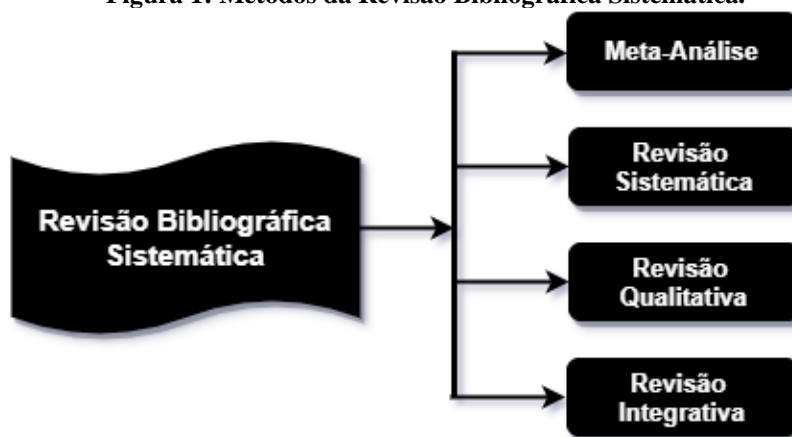 Figura 1: Métodos da Revisão Bibliográfica Sistemática.
Meta-Análise
Revisão
Sistemática
Revisão Bibliográfica
Sistemática
Revisão
Qualitativa
Revisão
Integrativa